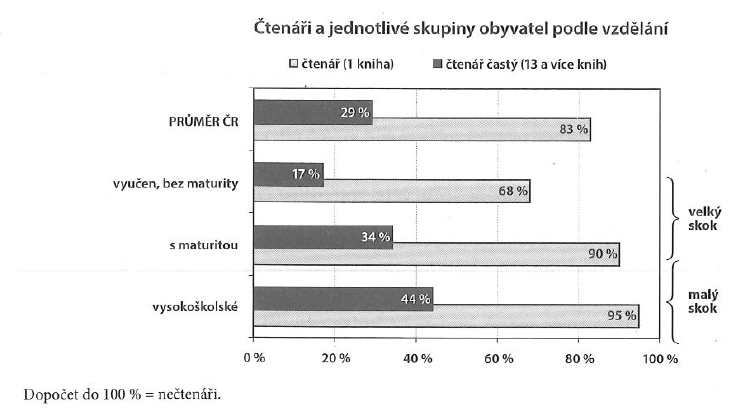 Čtenáři a jednotlivé skupiny obyvatel podle vzdělání
čtenář (1 kniha) čtenář častý (13 a více knih)
PRŮMĚR ČR
29 %
83 %
vyučen, bez maturity
17 %
68 %
velký
skok
s maturitou
34 %
90 %
malý
skok
vysokoškolské
44 %
95 %
0 % 20 % 40 % 60 % 80 % 100 %
Dopočet do 100 % = nečtenáři.